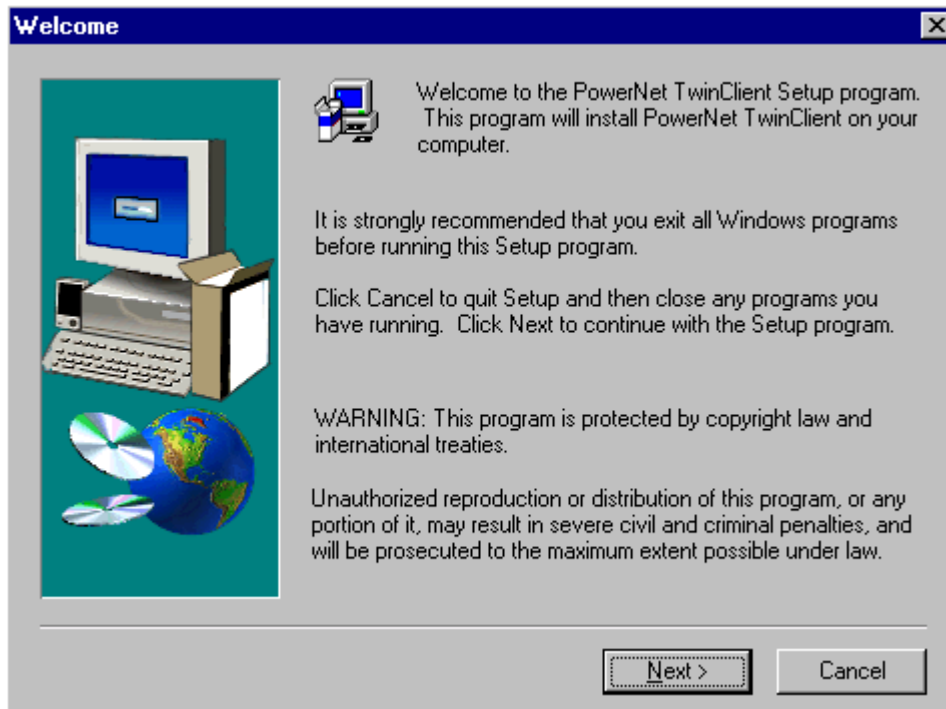 Welcome
Welcome to the PowerNet TwinClient Setup program.
This program will install PowerNet TwinClient on your
computer.
It is strongly recommended that you exit all Windows programs
before running this Setup program.
Click Cancel to quit Setup and then close any programs you
have running.  Click Next to continue with the Setup program.
WARNING: This program is protected by copyright law and
international treaties.
Unauthorized reproduction or distribution of this program, or any
portion of it, may result in severe civil and criminal penalties, and
will be prosecuted to the maximum extent possible under law.
Next >
Cancel